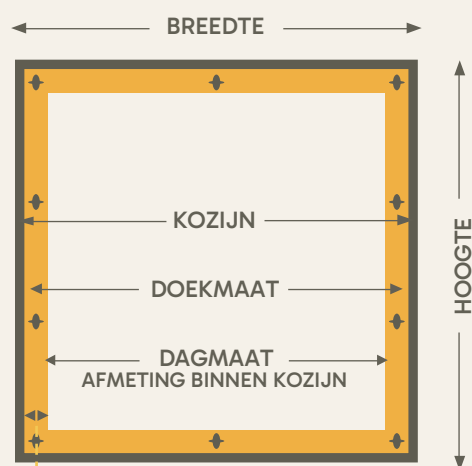 BREEDTE
KOZIJN
HOOGTE
DOEKMAAT
DAGMAAT
AFMETING BINNEN KOZIJN